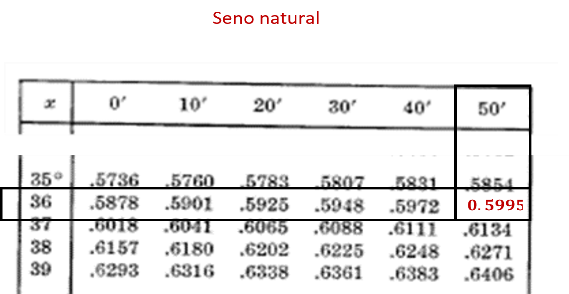 Seno natural
x 0′ 10′ 20′ 30′ 40′ 50′
35° .5736 .5760 .5783 .5807 .5831 .5854
36 .5878 .5901 .5925 .5948 .5972 0.5995
37 .6018 .6041 .6065 .6088 .6111 .6134
38 .6157 .6180 .6202 .6225 .6248 .6271
39 .6293 .6316 .6338 .6361 .6383 .6406